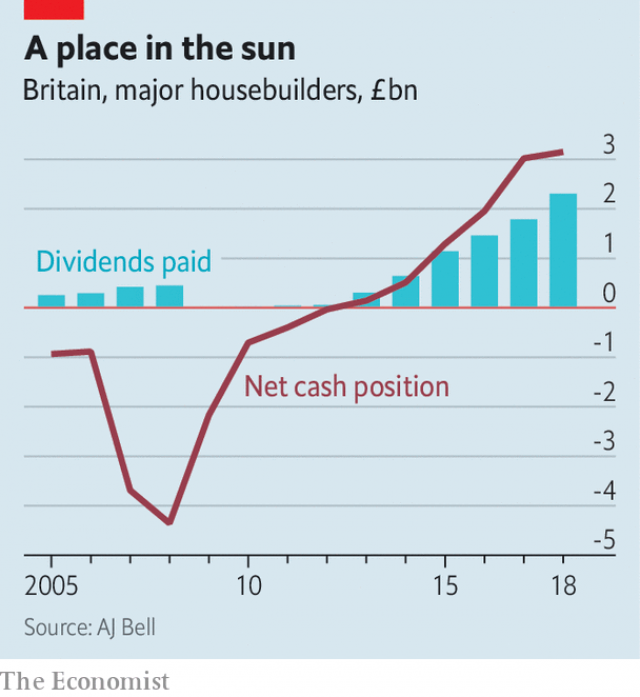 A place in the sun
Britain, major housebuilders, £bn
3
2
Dividends paid
1
0
-1
Net cash position
-2
-3
-4
-5
2005 10 15 18
Source: AJ Bell
The Economist